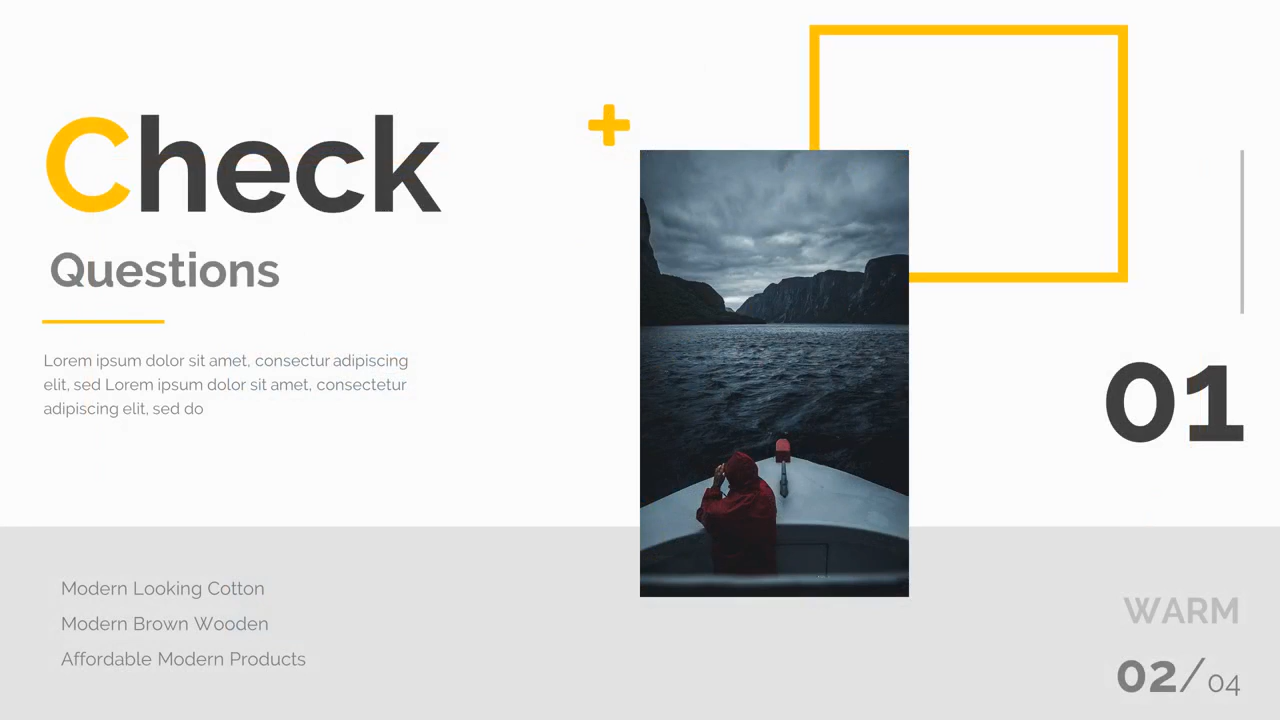 Check
Questions
Lorem ipsum dolor sit amet, consectur adipiscing
elit, sed Lorem ipsum dolor sit amet, consectetur
adipiscing elit, sed do
01
Modern Looking Cotton
Modern Brown Wooden
Affordable Modern Products
WARM
02/04